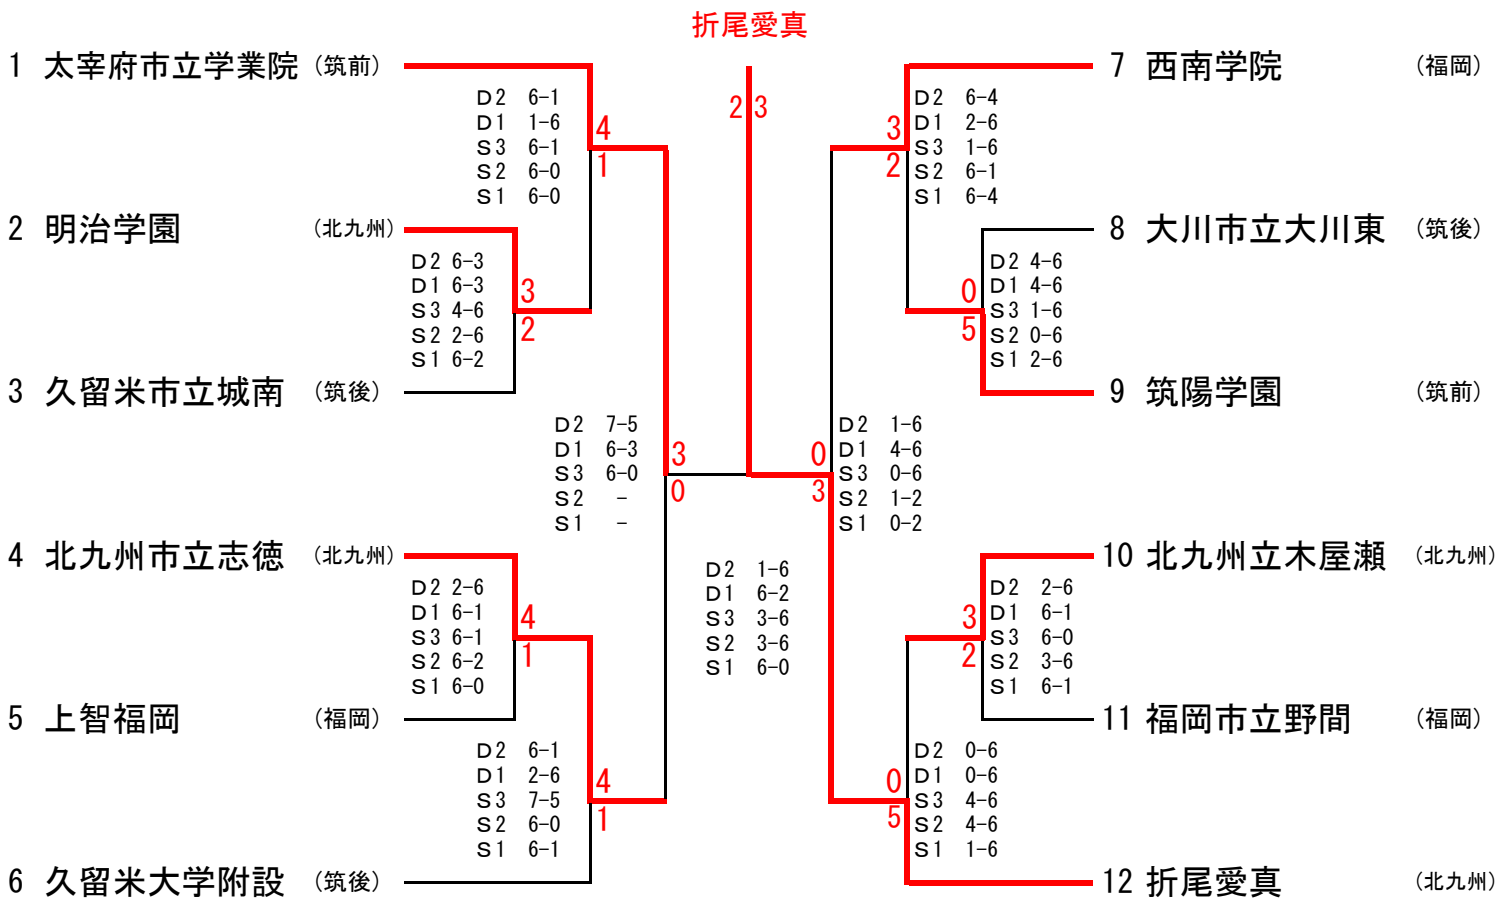 折尾愛真
2 3
1 太宰府市立学業院 (筑前)
D2 6-1
D1 1-6
S3 6-1
S2 6-0
S1 6-0
4
1
2 明治学園 (北九州)
D2 6-3
D1 6-3
S3 4-6
S2 2-6
S1 6-2
3
2
3 久留米市立城南 (筑後)
D2 7-5
D1 6-3
S3 6-0
S2 -
S1 -
3
0
4 北九州市立志徳 (北九州)
D2 2-6
D1 6-1
S3 6-1
S2 6-2
S1 6-0
4
1
5 上智福岡 (福岡)
D2 6-1
D1 2-6
S3 7-5
S2 6-0
S1 6-1
4
1
6 久留米大学附設 (筑後)
D2 1-6
D1 6-2
S3 3-6
S2 3-6
S1 6-0
7 西南学院 (福岡)
3
2
D2 6-4
D1 2-6
S3 1-6
S2 6-1
S1 6-4
8 大川市立大川東 (筑後)
0
5
D2 4-6
D1 4-6
S3 1-6
S2 0-6
S1 2-6
9 筑陽学園 (筑前)
0
3
D2 1-6
D1 4-6
S3 0-6
S2 1-2
S1 0-2
10 北九州立木屋瀬 (北九州)
3
2
D2 2-6
D1 6-1
S3 6-0
S2 3-6
S1 6-1
11 福岡市立野間 (福岡)
0
5
D2 0-6
D1 0-6
S3 4-6
S2 4-6
S1 1-6
12 折尾愛真 (北九州)